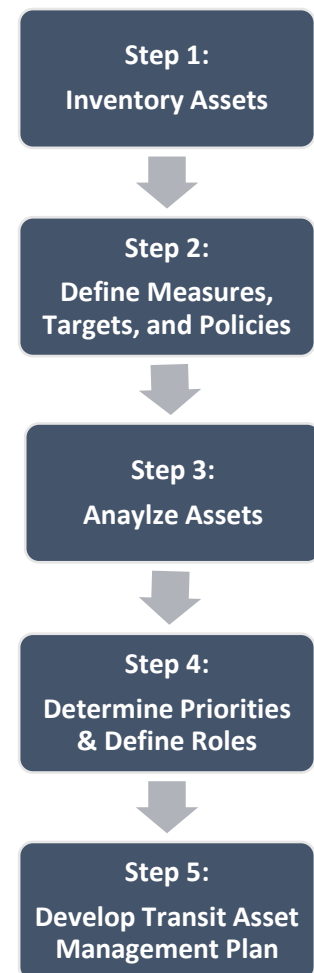 Step 1:
Inventory Assets
Step 2:
Define Measures,
Targets, and Policies
Step 3:
Anaylze Assets
Step 4:
Determine Priorities
& Define Roles
Step 5:
Develop Transit Asset
Management Plan